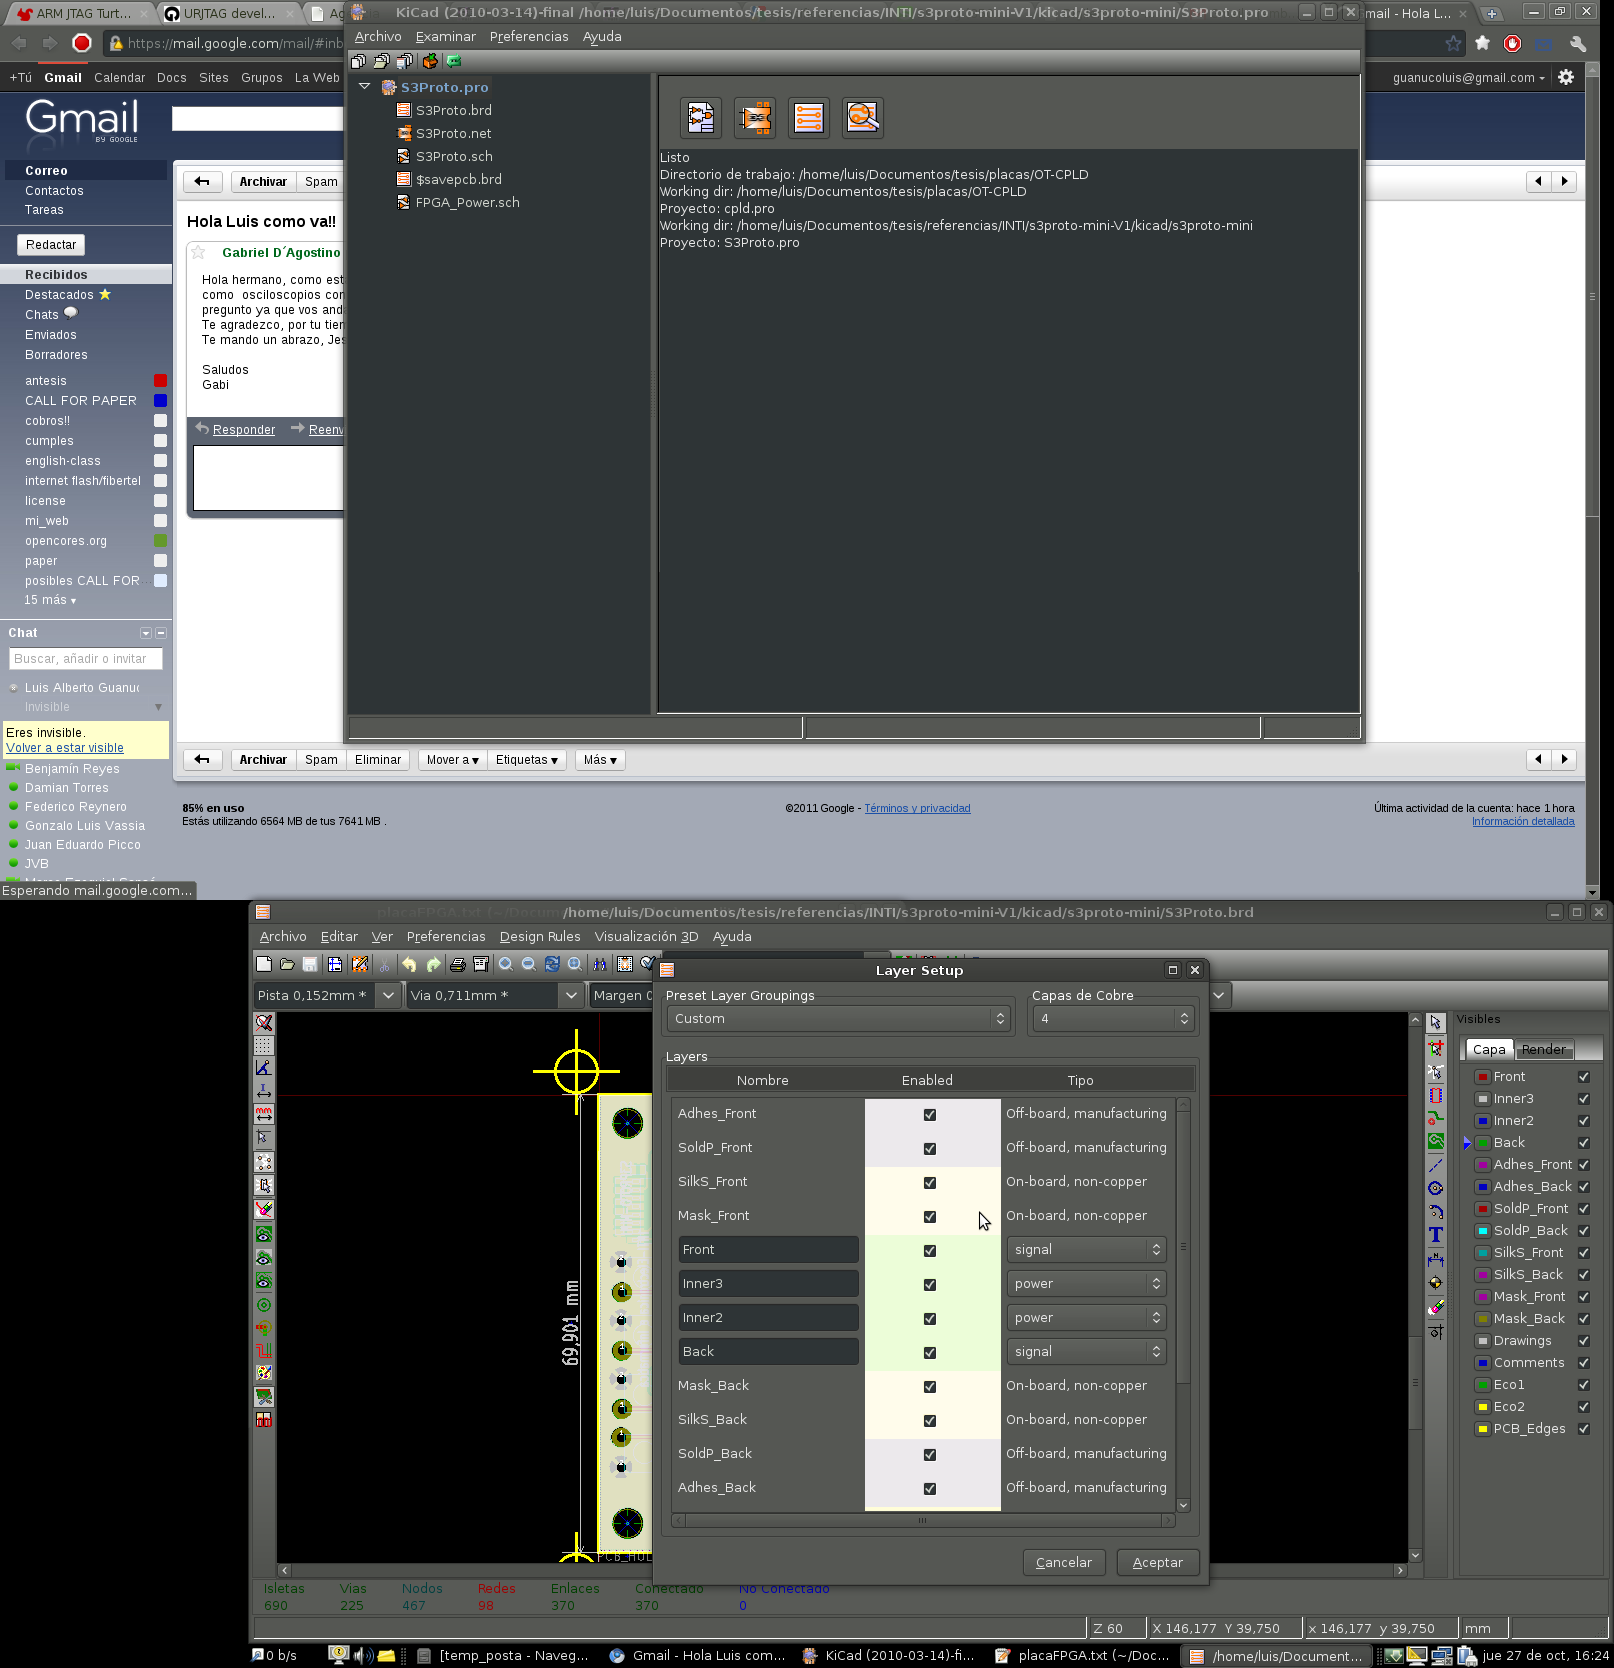 ARM JTAG Turt
URJTAG devel...
Ag
KiCad (2010-03-14)-final /home/luis/Documentos/tesis/referencias/INTI/s3proto-mini-V1/kicad/s3proto-mini/S3Proto.pro
mail - Hola L...
https://mail.google.com/mail/#inb
Archivo Examinar Preferencias Ayuda
+Tú Gmail Calendar Docs Sites Grupos La Web
guanucoluis@gmail.com
Gmail
BY GOOGLE
S3Proto.pro
S3Proto.brd
S3Proto.net
S3Proto.sch
$savepcb.brd
FPGA_Power.sch
Listo
Directorio de trabajo: /home/luis/Documentos/tesis/placas/OT-CPLD
Working dir: /home/luis/Documentos/tesis/placas/OT-CPLD
Proyecto: cpld.pro
Working dir: /home/luis/Documentos/tesis/referencias/INTI/s3proto-mini-V1/kicad/s3proto-mini
Proyecto: S3Proto.pro
Correo
Contactos
Tareas
Redactar
Recibidos
Destacados
Chats
Enviados
Borradores
antesis
CALL FOR PAPER
cobros!!
cumples
english-class
internet flash/fibertel
license
mi_web
opencores.org
paper
posibles CALL FOR...
15 más
Chat
Buscar, añadir o invitar
Luis Alberto Guanuc
Invisible
Eres invisible.
Volver a estar visible
Benjamín Reyes
Damian Torres
Federico Reynero
Gonzalo Luis Vassia
Juan Eduardo Picco
JVB
Esperando mail.google.com...
Archivar Spam
Hola Luis como va!!
Gabriel D´Agostino
Hola hermano, como est
como osciloscopios con
pregunto ya que vos and
Te agradezco, por tu tien
Te mando un abrazo, Jes
Saludos
Gabi
Responder Reenv
Archivar Spam Eliminar Mover a Etiquetas Más
85% en uso
Estás utilizando 6564 MB de tus 7641 MB .
©2011 Google - Términos y privacidad
Última actividad de la cuenta: hace 1 hora
Información detallada
placaFPGA.txt (~/Docum
/home/luis/Documentos/tesis/referencias/INTI/s3proto-mini-V1/kicad/s3proto-mini/S3Proto.brd
Archivo Editar Ver Preferencias Design Rules Visualización 3D Ayuda
Pista 0,152mm * Via 0,711mm * Margen 0
69,901 mm
Layer Setup
Preset Layer Groupings Capas de Cobre
Custom 4
Layers
Nombre Enabled Tipo
Adhes_Front Off-board, manufacturing
SoldP_Front Off-board, manufacturing
SilkS_Front On-board, non-copper
Mask_Front On-board, non-copper
Front signal
Inner3 power
Inner2 power
Back signal
Mask_Back On-board, non-copper
SilkS_Back On-board, non-copper
SoldP_Back Off-board, manufacturing
Adhes_Back Off-board, manufacturing
Cancelar Aceptar
Visibles
Capa Render
Front
Inner3
Inner2
Back
Adhes_Front
Adhes_Back
SoldP_Front
SoldP_Back
SilkS_Front
SilkS_Back
Mask_Front
Mask_Back
Drawings
Comments
Eco1
Eco2
PCB_Edges
Isletas Vias Nodos Redes Enlaces Conectado No Conectado
690 225 467 98 370 370 0
Z 60 X 146,177 Y 39,750 x 146,177 y 39,750 mm
0 b/s [temp_posta - Naveg... Gmail - Hola Luis com... KiCad (2010-03-14)-fi... placaFPGA.txt (~/Doc... /home/luis/Document... jue 27 de oct, 16:24